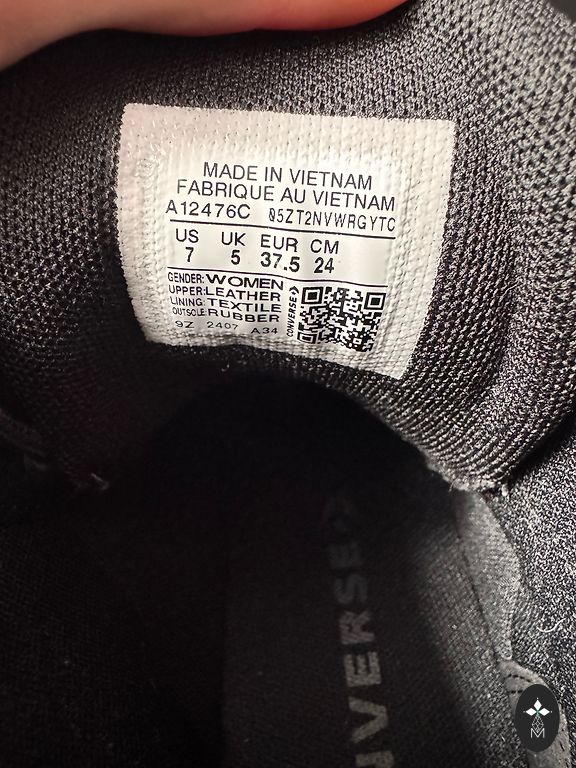 MADE IN VIETNAM
FABRIQUE AU VIETNAM
A12476C 05ZT2NVWRGYTC
US UK EUR CM
7 5 37.5 24
GENDER: WOMEN
UPPER: LEATHER
LINING: TEXTILE
OUTSOLE: RUBBER
CONVERSE
9Z 2407 A34
CONVERSE
M